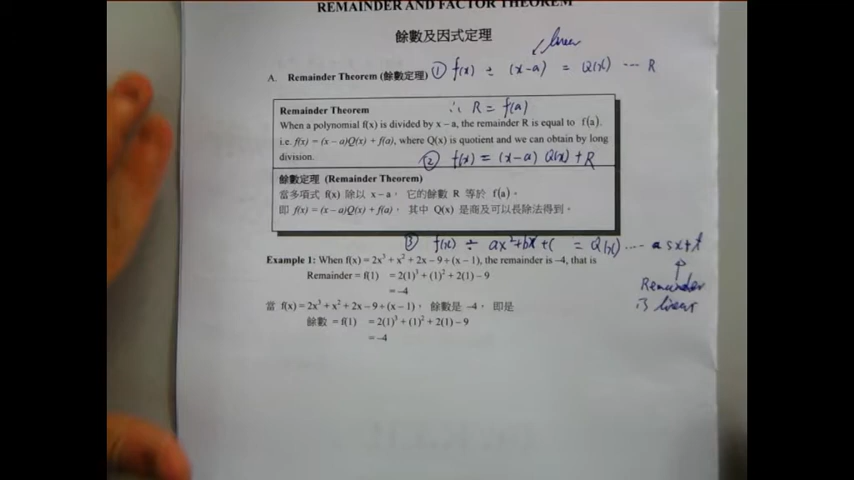 REMAINDER AND FACTOR THEOREM
餘數及因式定理
linear
A. Remainder Theorem (餘數定理) ① f(x) ÷ (x-a) = Q(x) ... R
∴ R = f(a)
Remainder Theorem
When a polynomial f(x) is divided by x – a, the remainder R is equal to f(a).
i.e. f(x) = (x – a)Q(x) + f(a), where Q(x) is quotient and we can obtain by long
division.
② f(x) = (x-a) Q(x) + R
餘數定理 (Remainder Theorem)
當多項式 f(x) 除以 x – a, 它的餘數 R 等於 f(a)。
即 f(x) = (x – a)Q(x) + f(a), 其中 Q(x) 是商及可以長除法得到。
③ f(x) ÷ ax²+bx+c = Q(x) ... sx+t
Example 1: When f(x) = 2x³ + x² + 2x – 9 ÷ (x – 1), the remainder is –4, that is
Remainder = f(1) = 2(1)³ + (1)² + 2(1) – 9
= –4
Remainder
is linear
當 f(x) = 2x³ + x² + 2x – 9 ÷ (x – 1), 餘數是 –4, 即是
餘數 = f(1) = 2(1)³ + (1)² + 2(1) – 9
= –4